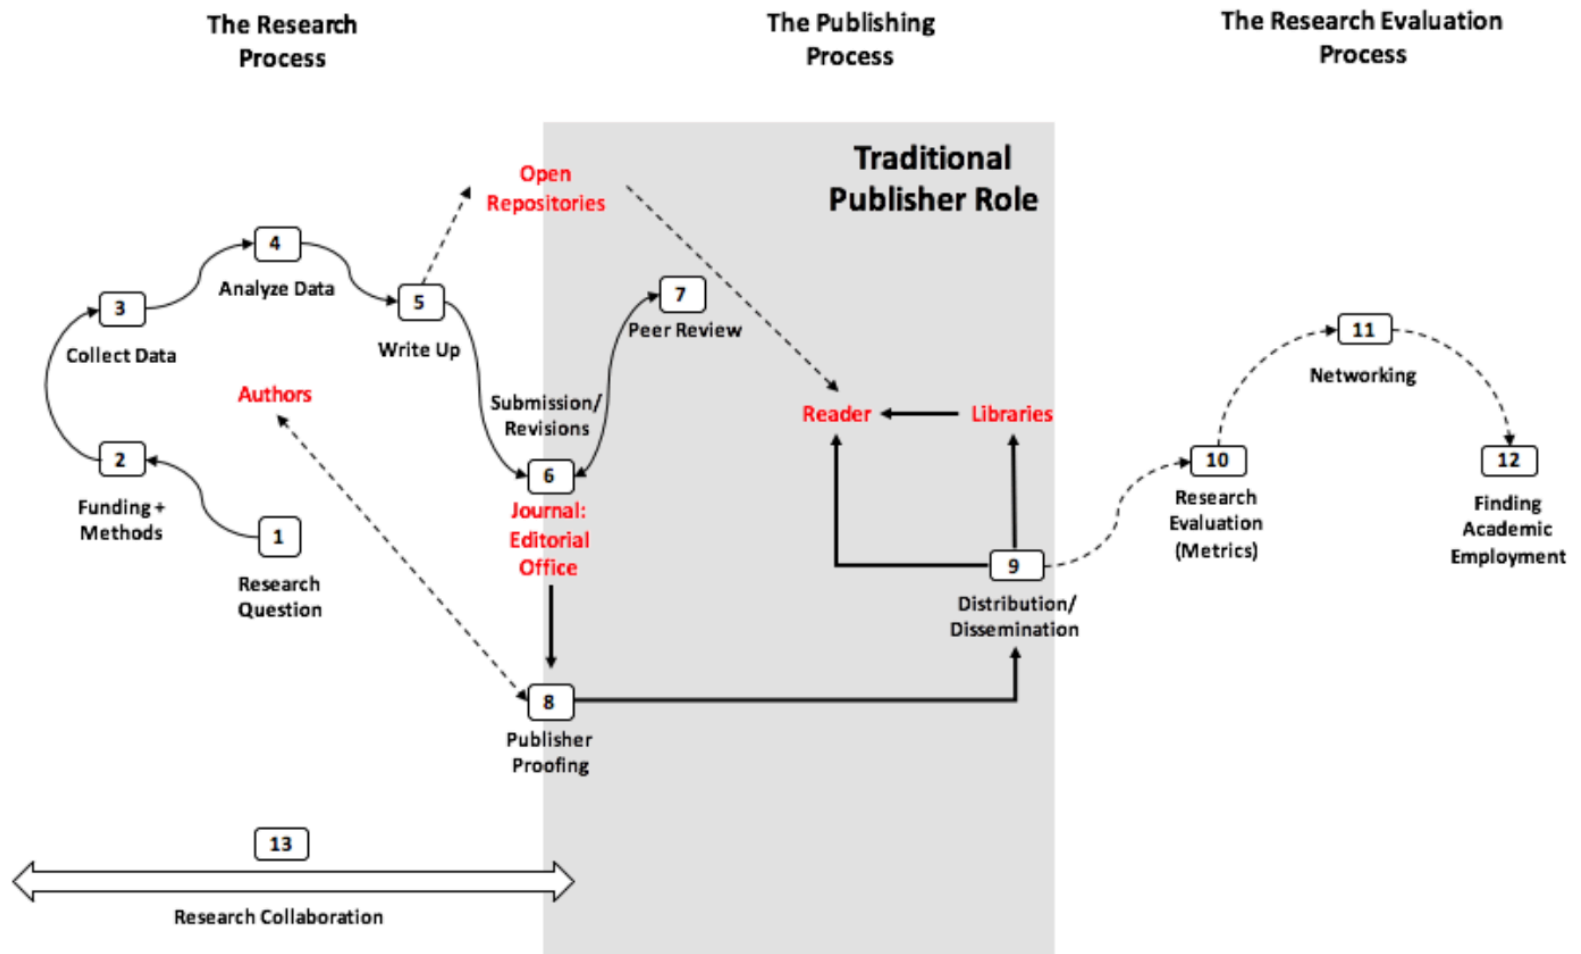 The Research
Process
The Publishing
Process
The Research Evaluation
Process
Traditional
Publisher Role
Open
Repositories
4
Analyze Data
3
Collect Data
5
Write Up
7
Peer Review
11
Networking
Authors
Submission/
Revisions
Reader
Libraries
2
Funding +
Methods
6
Journal:
Editorial
Office
10
Research
Evaluation
(Metrics)
12
Finding
Academic
Employment
1
Research
Question
9
Distribution/
Dissemination
8
Publisher
Proofing
13
Research Collaboration